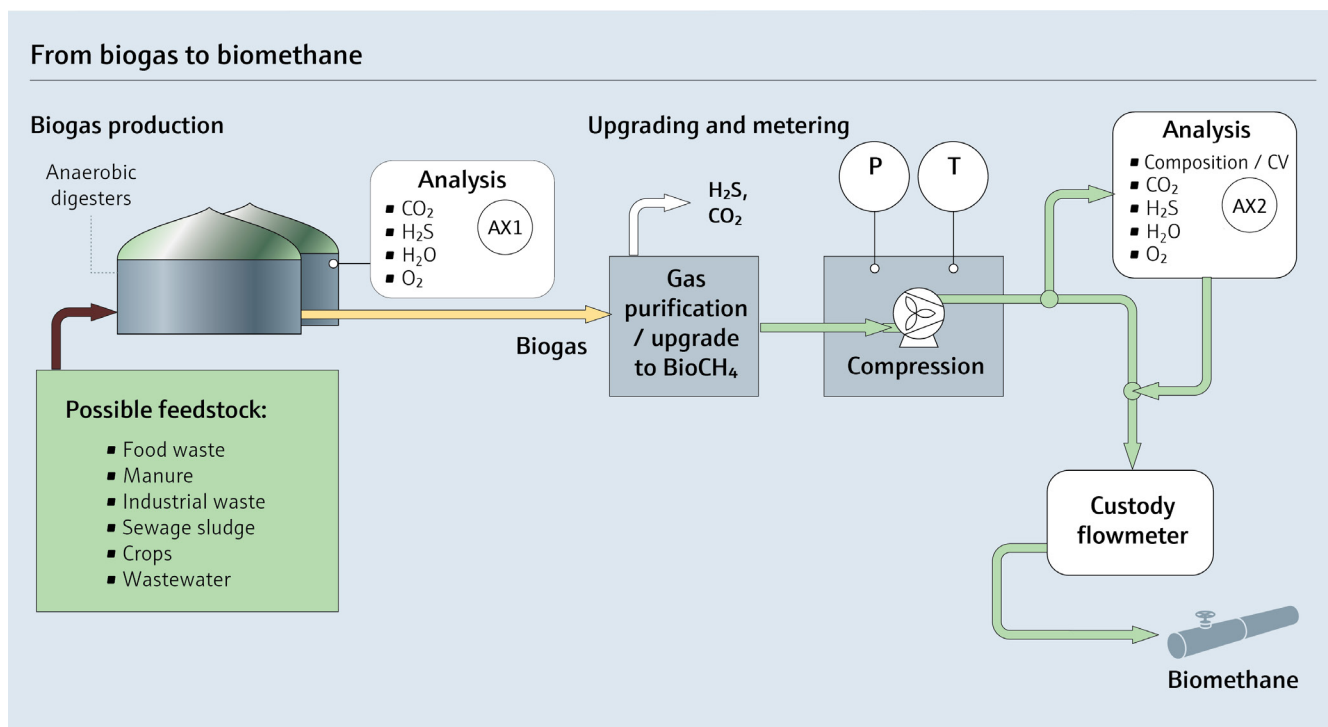 From biogas to biomethane
Biogas production
Anaerobic
digesters
Analysis
▪ CO₂
▪ H₂S
▪ H₂O
▪ O₂
AX1
Biogas
Possible feedstock:
▪ Food waste
▪ Manure
▪ Industrial waste
▪ Sewage sludge
▪ Crops
▪ Wastewater
Upgrading and metering
H₂S,
CO₂
Gas
purification
/ upgrade
to BioCH₄
P
T
Compression
Analysis
▪ Composition / CV
▪ CO₂
▪ H₂S
▪ H₂O
▪ O₂
AX2
Custody
flowmeter
Biomethane